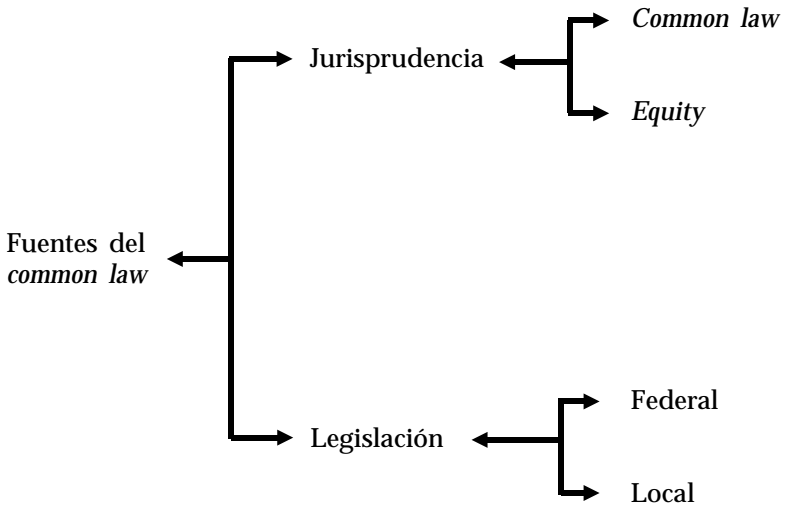 Common law
Jurisprudencia
Equity
Fuentes del
common law
Federal
Legislación
Local